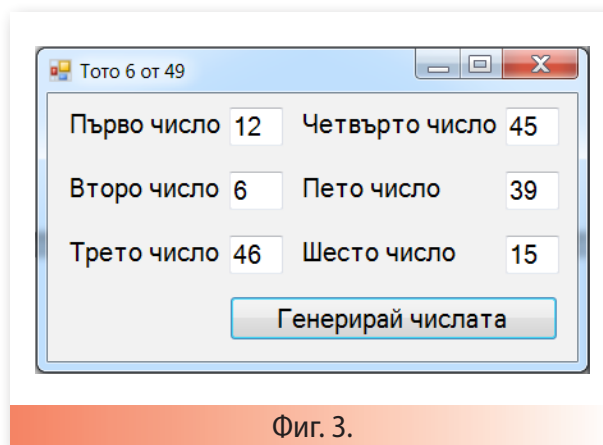 Тото 6 от 49
Първо число 12 Четвърто число 45
Второ число 6 Пето число 39
Трето число 46 Шесто число 15
Генерирай числата
Фиг. 3.